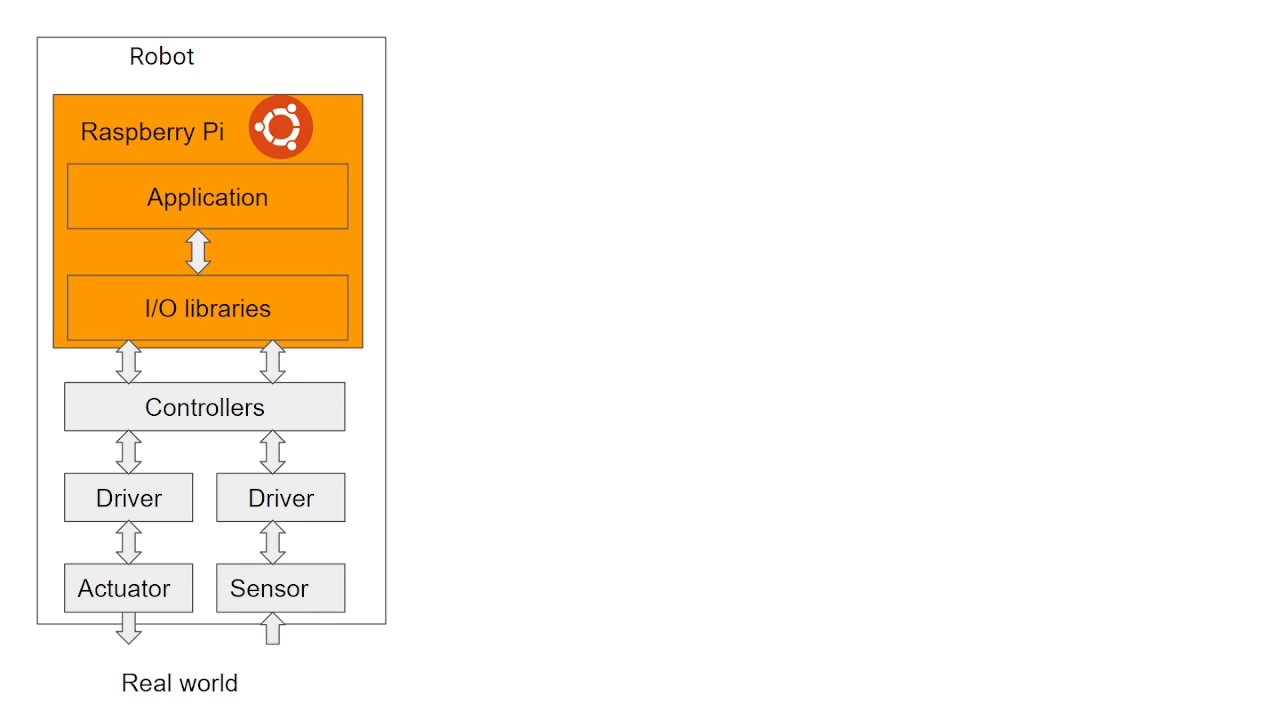 Robot
Raspberry Pi
Application
I/O libraries
Controllers
Driver
Driver
Actuator
Sensor
Real world